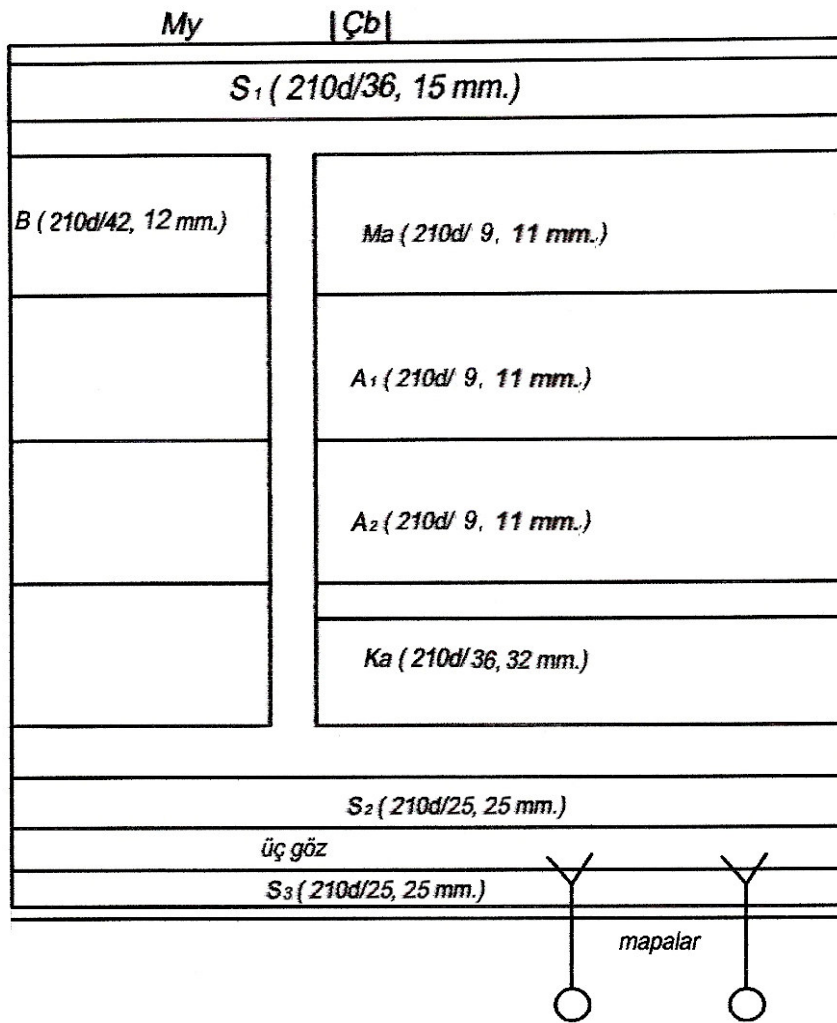 My |Çb|
S₁ ( 210d/36, 15 mm.)
B ( 210d/42, 12 mm.)
Ma ( 210d/ 9, 11 mm.)
A₁ ( 210d/ 9, 11 mm.)
A₂ ( 210d/ 9, 11 mm.)
Ka ( 210d/36, 32 mm.)
S₂ ( 210d/25, 25 mm.)
üç göz
S₃ ( 210d/25, 25 mm.)
mapalar